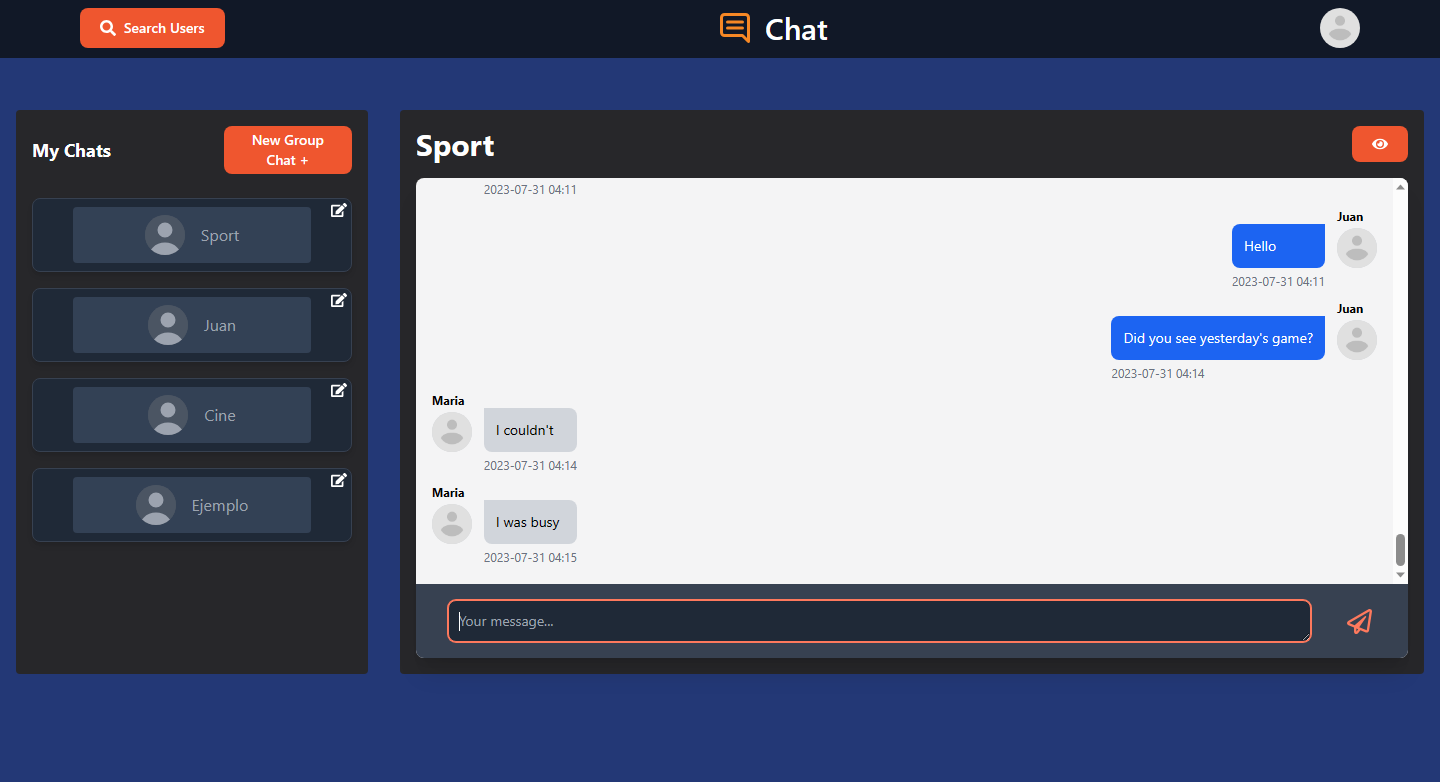 Search Users
Chat
My Chats
New Group
Chat +
Sport
Juan
Cine
Ejemplo
Sport
2023-07-31 04:11
Juan
Hello
2023-07-31 04:11
Juan
Did you see yesterday's game?
2023-07-31 04:14
Maria
I couldn't
2023-07-31 04:14
Maria
I was busy
2023-07-31 04:15
Your message...